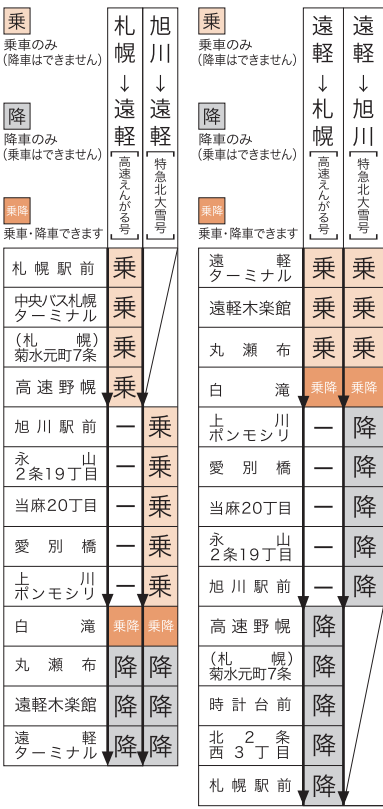 乗
乗車のみ
(降車はできません)
降
降車のみ
(乗車はできません)
乗降
乗車・降車できます
札幌→遠軽
高速えんがる号
旭川→遠軽
特急北大雪号
札幌駅前 乗
中央バス札幌
ターミナル 乗
(札幌)
菊水元町7条 乗
高速野幌 乗
旭川駅前 ー 乗
永山
2条19丁目 ー 乗
当麻20丁目 ー 乗
愛別橋 ー 乗
上川
ポンモシリ ー 乗
白滝 乗降 乗降
丸瀬布 降 降
遠軽木楽館 降 降
遠軽
ターミナル 降 降
乗
乗車のみ
(降車はできません)
降
降車のみ
(乗車はできません)
乗降
乗車・降車できます
遠軽→札幌
高速えんがる号
遠軽→旭川
特急北大雪号
遠軽
ターミナル 乗 乗
遠軽木楽館 乗 乗
丸瀬布 乗 乗
白滝 乗降 乗降
上川
ポンモシリ ー 降
愛別橋 ー 降
当麻20丁目 ー 降
永山
2条19丁目 ー 降
旭川駅前 ー 降
高速野幌 降
(札幌)
菊水元町7条 降
時計台前 降
北2条
西3丁目 降
札幌駅前 降